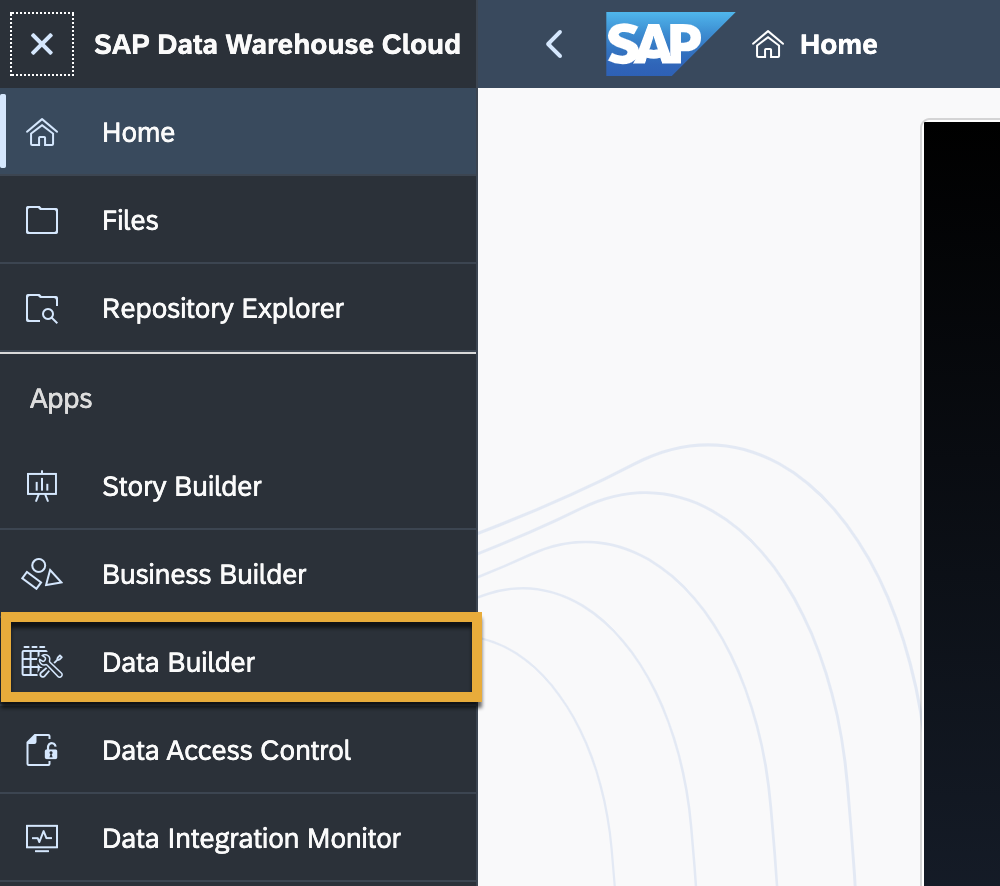 SAP Data Warehouse Cloud
SAP
Home
Home
Files
Repository Explorer
Apps
Story Builder
Business Builder
Data Builder
Data Access Control
Data Integration Monitor